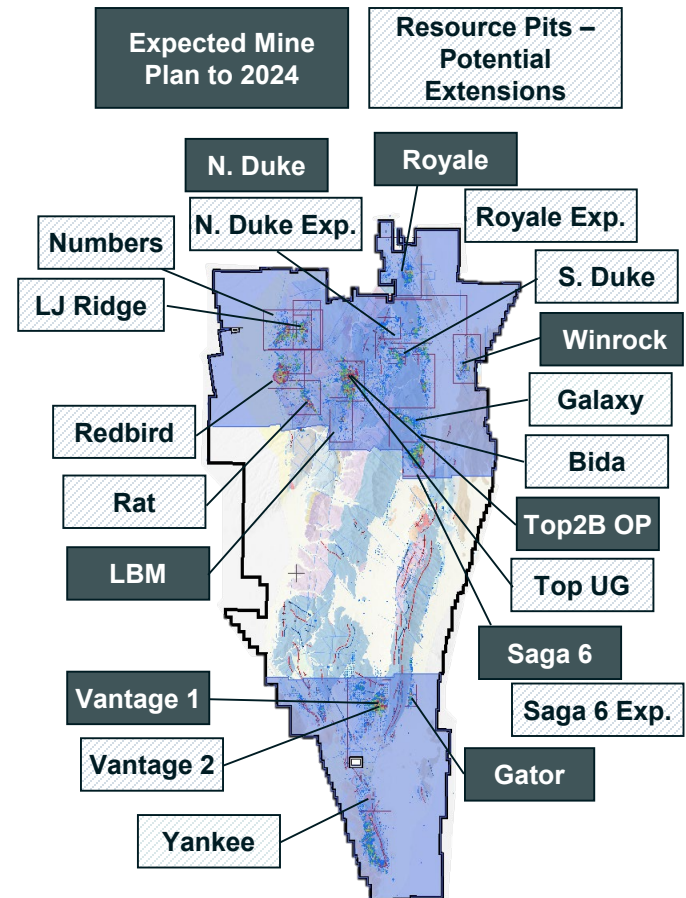 Expected Mine
Plan to 2024
Resource Pits –
Potential
Extensions
N. Duke
Royale
N. Duke Exp.
Royale Exp.
Numbers
S. Duke
LJ Ridge
Winrock
Galaxy
Redbird
Bida
Rat
Top2B OP
LBM
Top UG
Saga 6
Vantage 1
Saga 6 Exp.
Vantage 2
Gator
Yankee